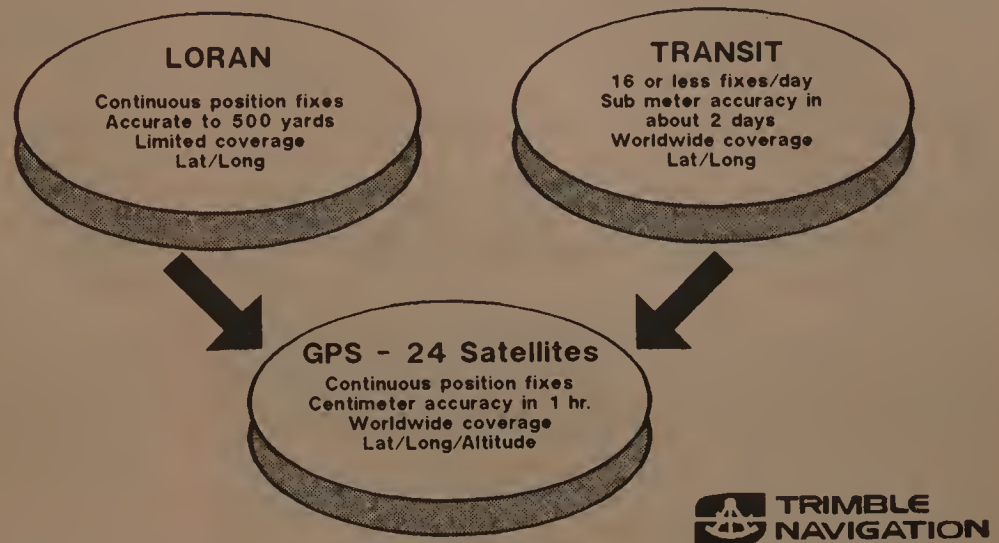 LORAN
Continuous position fixes
Accurate to 500 yards
Limited coverage
Lat/Long
TRANSIT
16 or less fixes/day
Sub meter accuracy in
about 2 days
Worldwide coverage
Lat/Long
GPS - 24 Satellites
Continuous position fixes
Centimeter accuracy in 1 hr.
Worldwide coverage
Lat/Long/Altitude
TRIMBLE
NAVIGATION